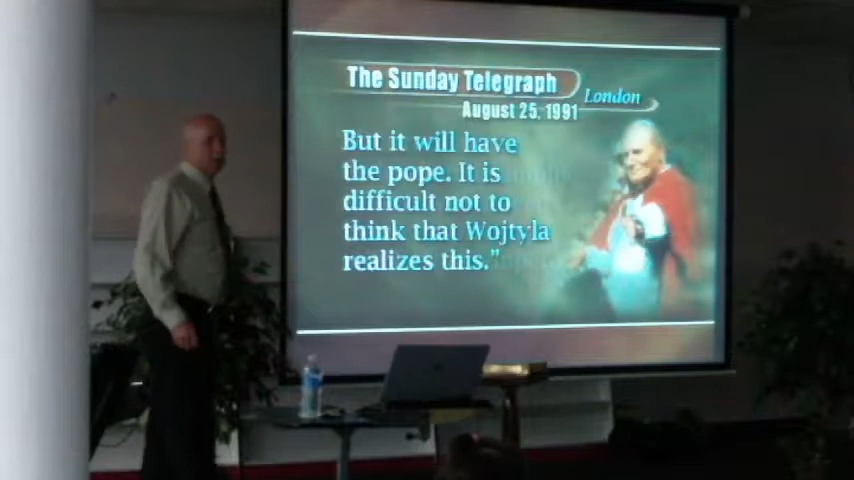 The Sunday Telegraph
London
August 25, 1991
But it will have
the pope. It is
difficult not to
think that Wojtyla
realizes this."